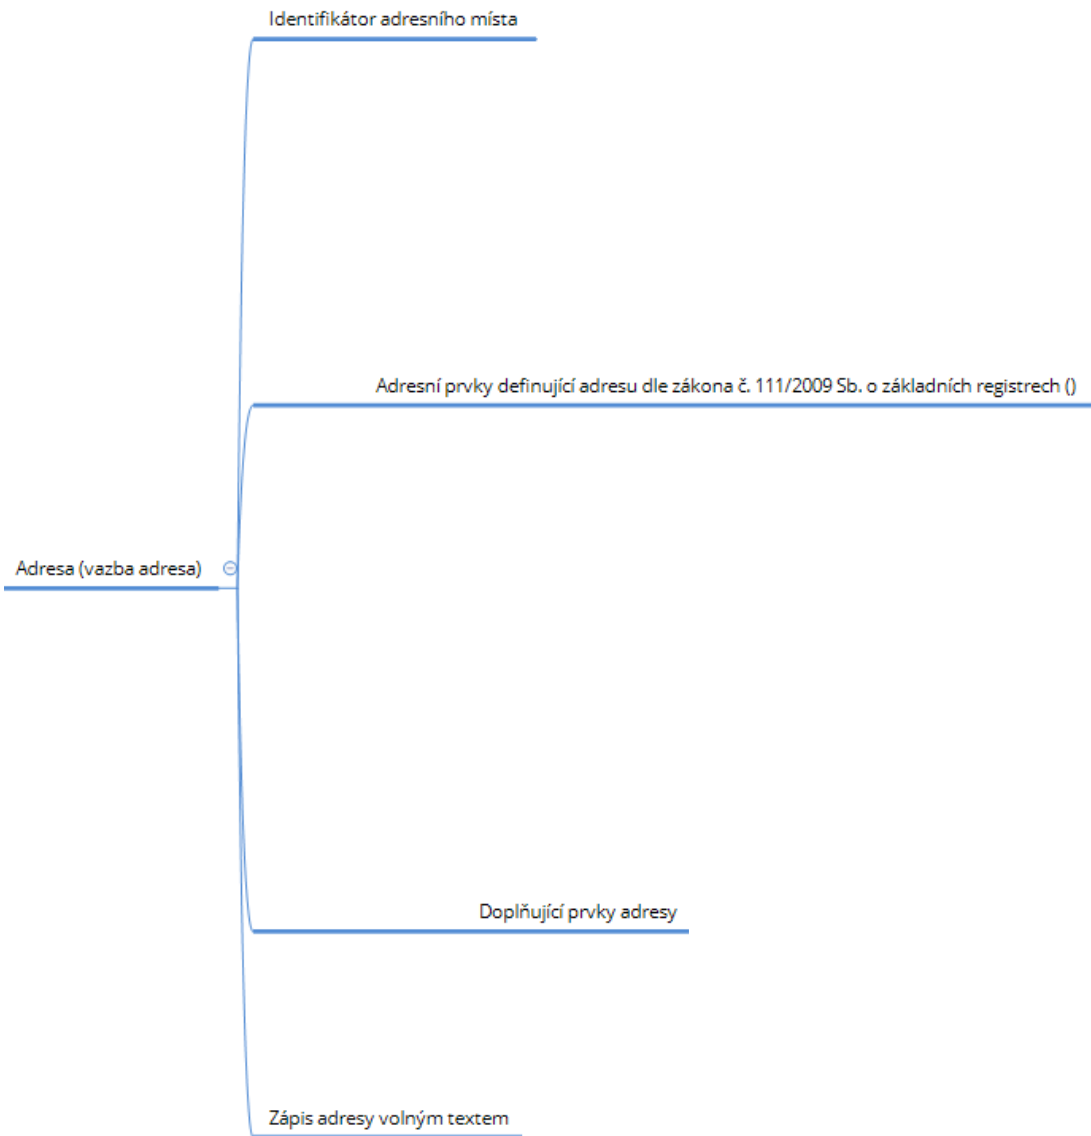 Identifikátor adresního místa
Adresní prvky definující adresu dle zákona č. 111/2009 Sb. o základních registrech ()
Adresa (vazba adresa)
Doplňující prvky adresy
Zápis adresy volným textem